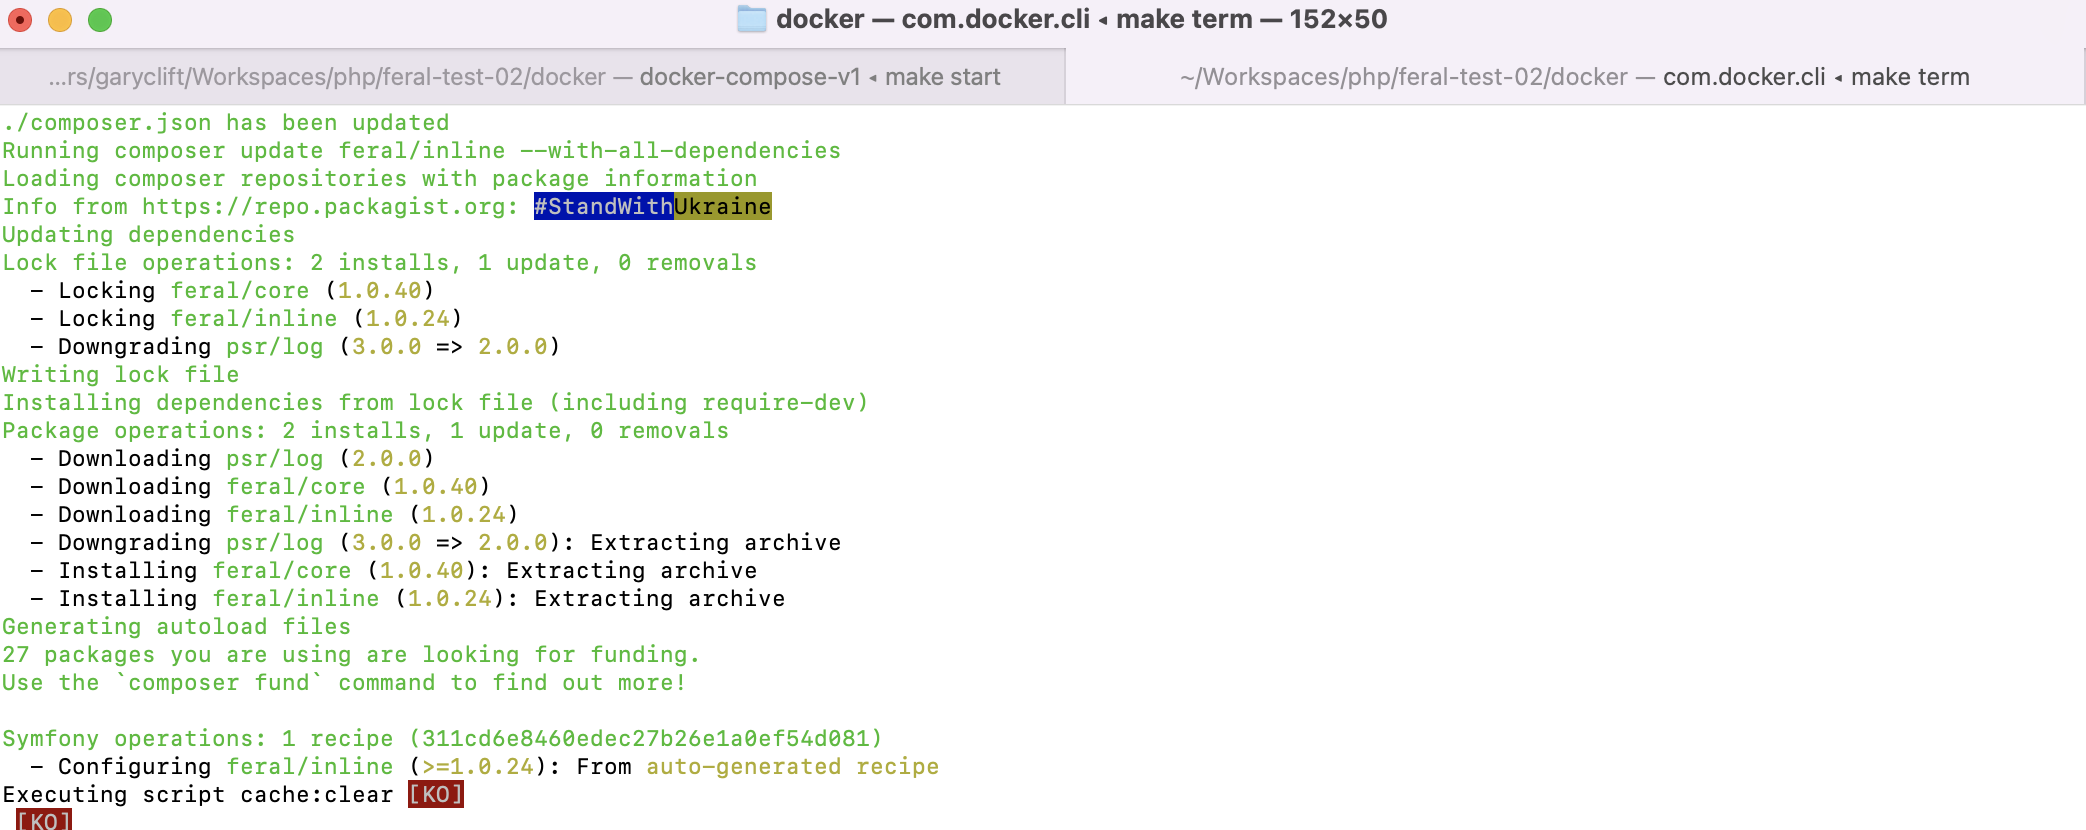 docker — com.docker.cli ◂ make term — 152×50
...rs/garyclift/Workspaces/php/feral-test-02/docker — docker-compose-v1 ◂ make start
~/Workspaces/php/feral-test-02/docker — com.docker.cli ◂ make term
./composer.json has been updated
Running composer update feral/inline --with-all-dependencies
Loading composer repositories with package information
Info from https://repo.packagist.org: #StandWithUkraine
Updating dependencies
Lock file operations: 2 installs, 1 update, 0 removals
  - Locking feral/core (1.0.40)
  - Locking feral/inline (1.0.24)
  - Downgrading psr/log (3.0.0 => 2.0.0)
Writing lock file
Installing dependencies from lock file (including require-dev)
Package operations: 2 installs, 1 update, 0 removals
  - Downloading psr/log (2.0.0)
  - Downloading feral/core (1.0.40)
  - Downloading feral/inline (1.0.24)
  - Downgrading psr/log (3.0.0 => 2.0.0): Extracting archive
  - Installing feral/core (1.0.40): Extracting archive
  - Installing feral/inline (1.0.24): Extracting archive
Generating autoload files
27 packages you are using are looking for funding.
Use the `composer fund` command to find out more!
Symfony operations: 1 recipe (311cd6e8460edec27b26e1a0ef54d081)
  - Configuring feral/inline (>=1.0.24): From auto-generated recipe
Executing script cache:clear [KO]
 [KO]